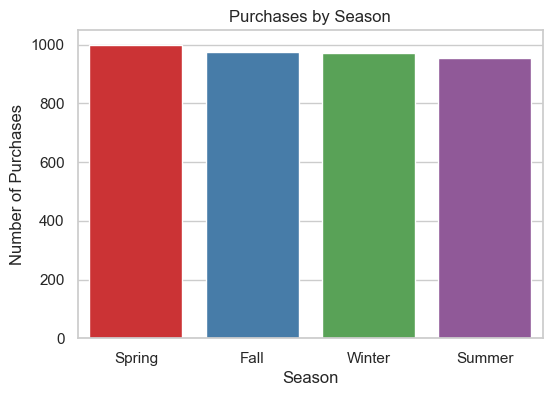 Purchases by Season
Number of Purchases
1000
800
600
400
200
0
Spring Fall Winter Summer
Season